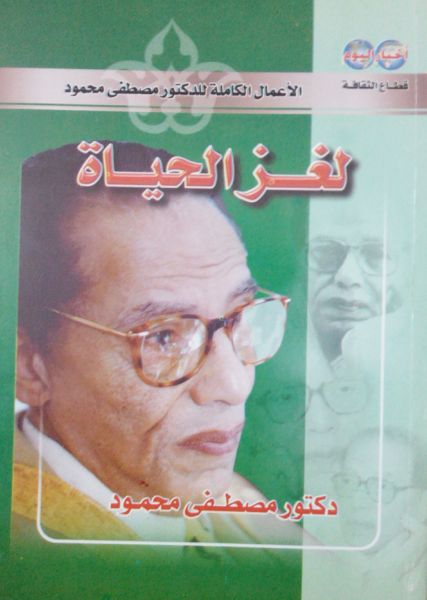 أخبار اليوم
قطاع الثقافة
الأعمال الكاملة للدكتور مصطفى محمود
لغز الحياة
دكتور مصطفى محمود